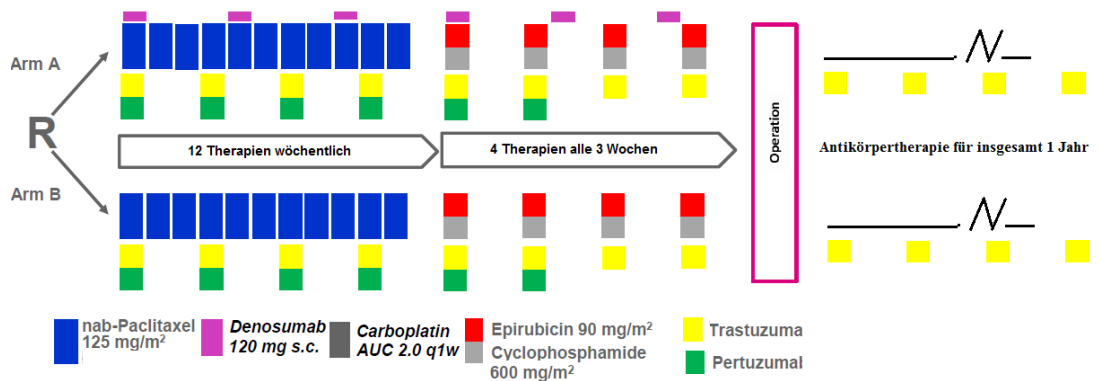 Arm A
R
12 Therapien wöchentlich
4 Therapien alle 3 Wochen
Operation
Antikörpertherapie für insgesamt 1 Jahr
Arm B
nab-Paclitaxel
125 mg/m²
Denosumab
120 mg s.c.
Carboplatin
AUC 2.0 q1w
Epirubicin 90 mg/m²
Cyclophosphamide
600 mg/m²
Trastuzuma
Pertuzumab